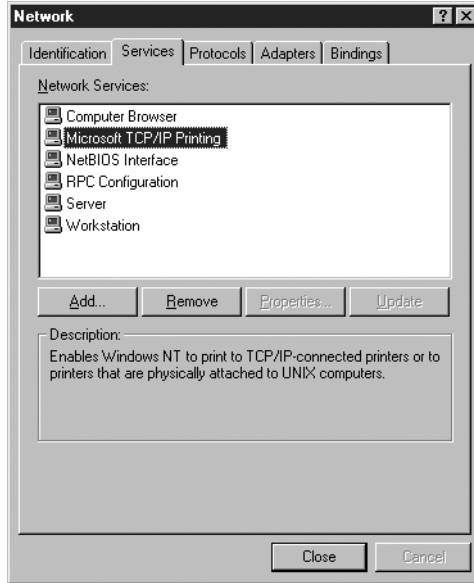 Network
Identification Services Protocols Adapters Bindings
Network Services:
Computer Browser
Microsoft TCP/IP Printing
NetBIOS Interface
RPC Configuration
Server
Workstation
Add... Remove Properties... Update
Description:
Enables Windows NT to print to TCP/IP-connected printers or to
printers that are physically attached to UNIX computers.
Close Cancel